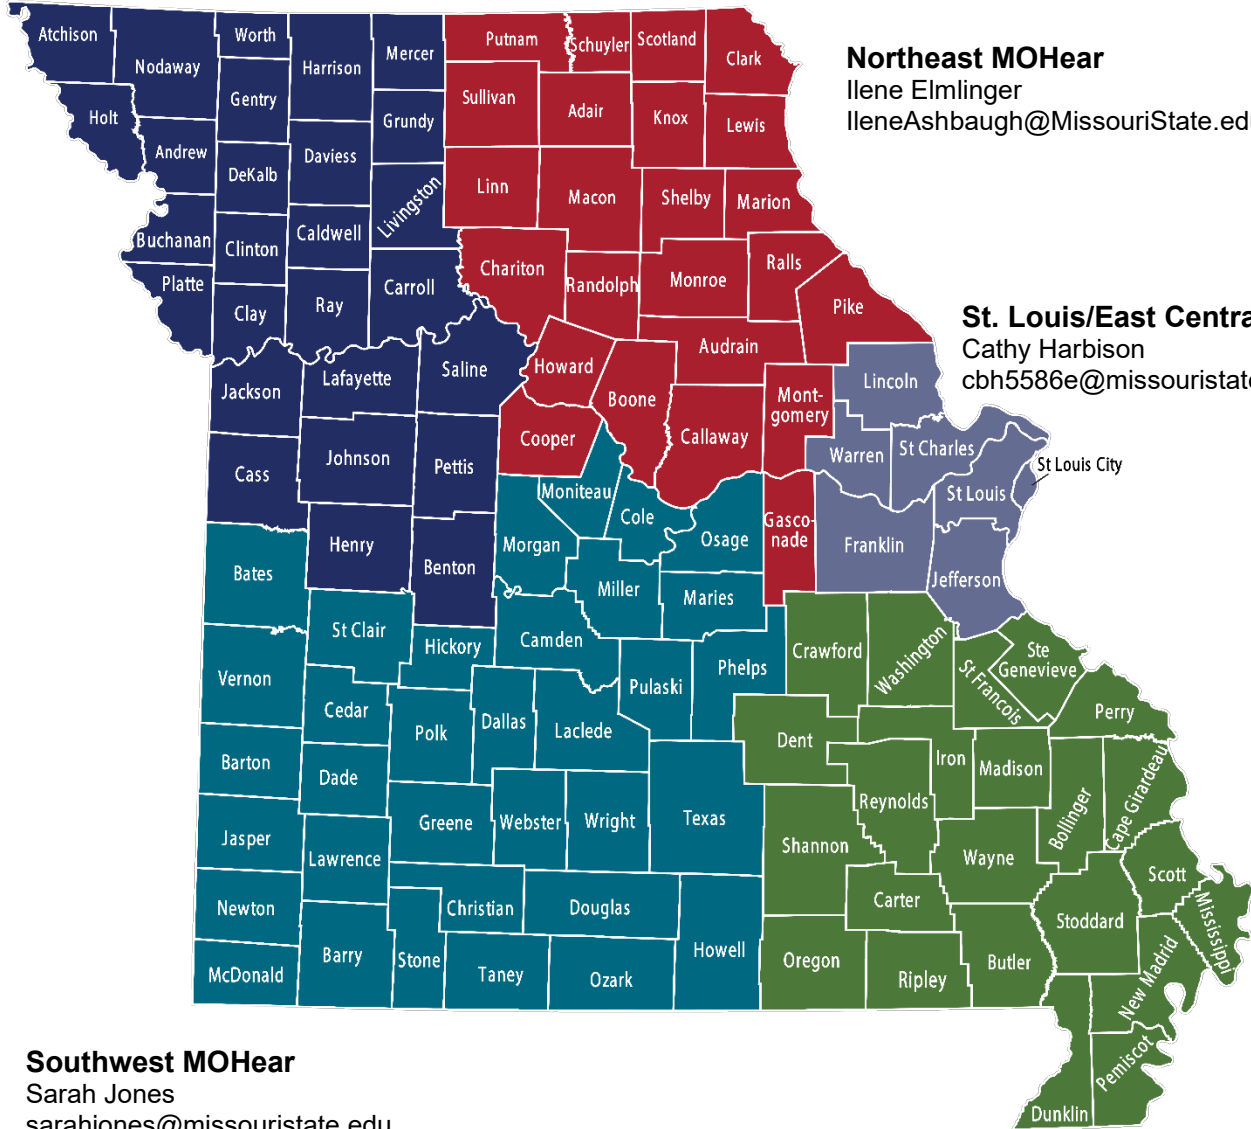 Northeast MOHear
Ilene Elmlinger
IleneAshbaugh@MissouriState.edu
St. Louis/East Centra
Cathy Harbison
cbh5586e@missouristate
Atchison
Nodaway
Worth
Harrison
Mercer
Putnam
Schuyler
Scotland
Clark
Gentry
Sullivan
Adair
Knox
Lewis
Holt
Andrew
DeKalb
Daviess
Grundy
Livingston
Linn
Macon
Shelby
Marion
Buchanan
Clinton
Caldwell
Platte
Clay
Ray
Carroll
Chariton
Randolph
Monroe
Ralls
Pike
Audrain
Jackson
Lafayette
Saline
Howard
Boone
Callaway
Mont-
gomery
Lincoln
Cooper
Warren
St Charles
St Louis City
St Louis
Cass
Johnson
Pettis
Moniteau
Cole
Osage
Gasco-
nade
Franklin
Jefferson
Henry
Benton
Morgan
Miller
Maries
Bates
St Clair
Hickory
Camden
Pulaski
Phelps
Crawford
Washington
St Francois
Ste
Genevieve
Perry
Vernon
Cedar
Polk
Dallas
Laclede
Dent
Iron
Madison
Bollinger
Cape Girardeau
Barton
Dade
Reynolds
Jasper
Lawrence
Greene
Webster
Wright
Texas
Shannon
Wayne
Scott
Mississippi
Newton
Christian
Douglas
Carter
Stoddard
New Madrid
McDonald
Barry
Stone
Taney
Ozark
Howell
Oregon
Ripley
Butler
Pemiscot
Dunklin
Southwest MOHear
Sarah Jones
sarahjones@missouristate.edu